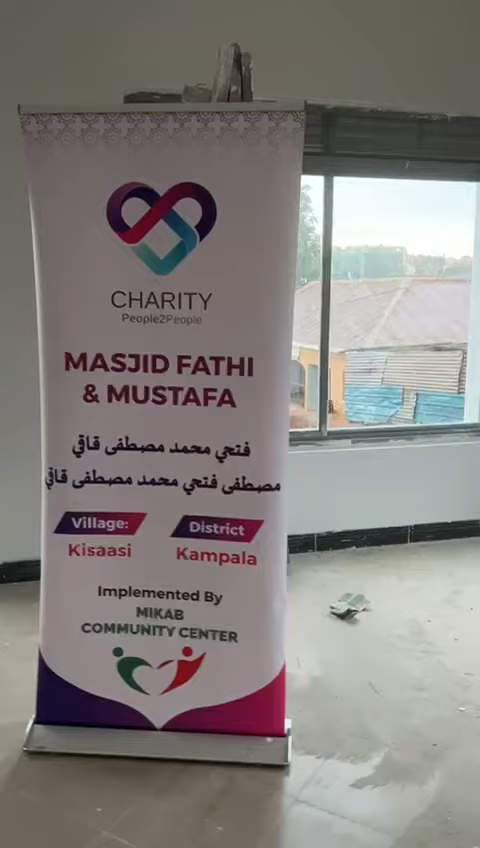 CHARITY
People2People
MASJID FATHI
& MUSTAFA
فتحي محمد مصطفى قاقي
مصطفى فتحي محمد مصطفى قاقي
Village: District
Kisaasi Kampala
Implemented By
MIKAB
COMMUNITY CENTER